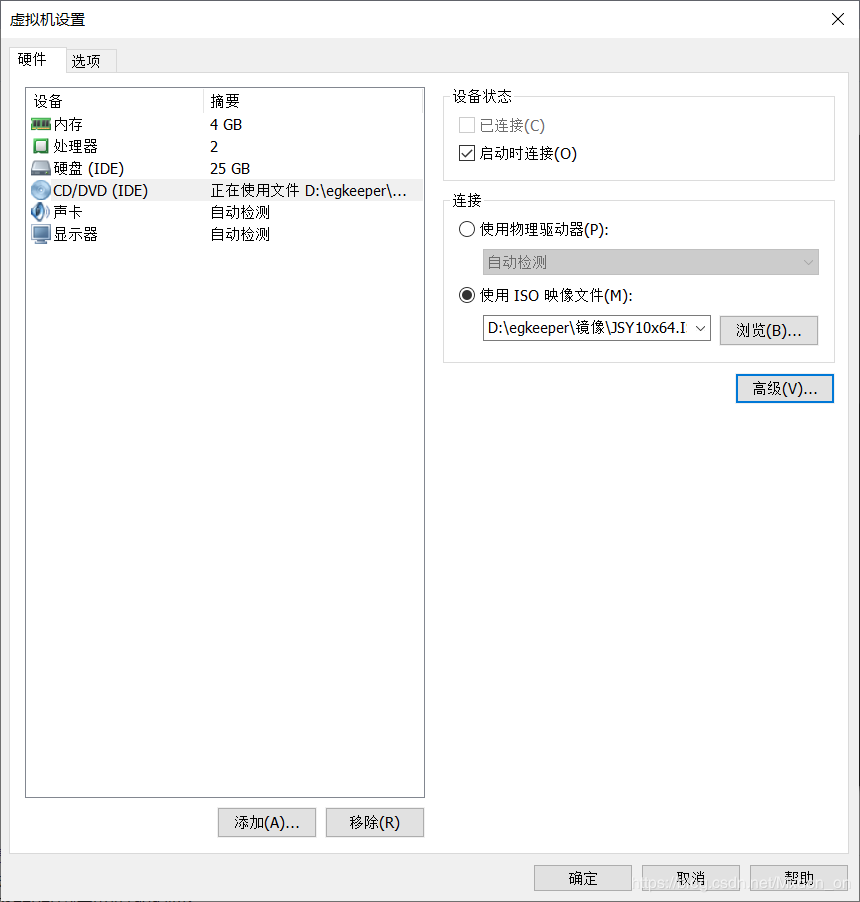 虚拟机设置
硬件 选项
设备 摘要
内存 4 GB
处理器 2
硬盘 (IDE) 25 GB
CD/DVD (IDE) 正在使用文件 D:\egkeeper\...
声卡 自动检测
显示器 自动检测
添加(A)... 移除(R)
设备状态
已连接(C)
启动时连接(O)
连接
使用物理驱动器(P):
自动检测
使用 ISO 映像文件(M):
D:\egkeeper\镜像\JSY10x64.I 浏览(B)...
高级(V)...
确定 取消 帮助